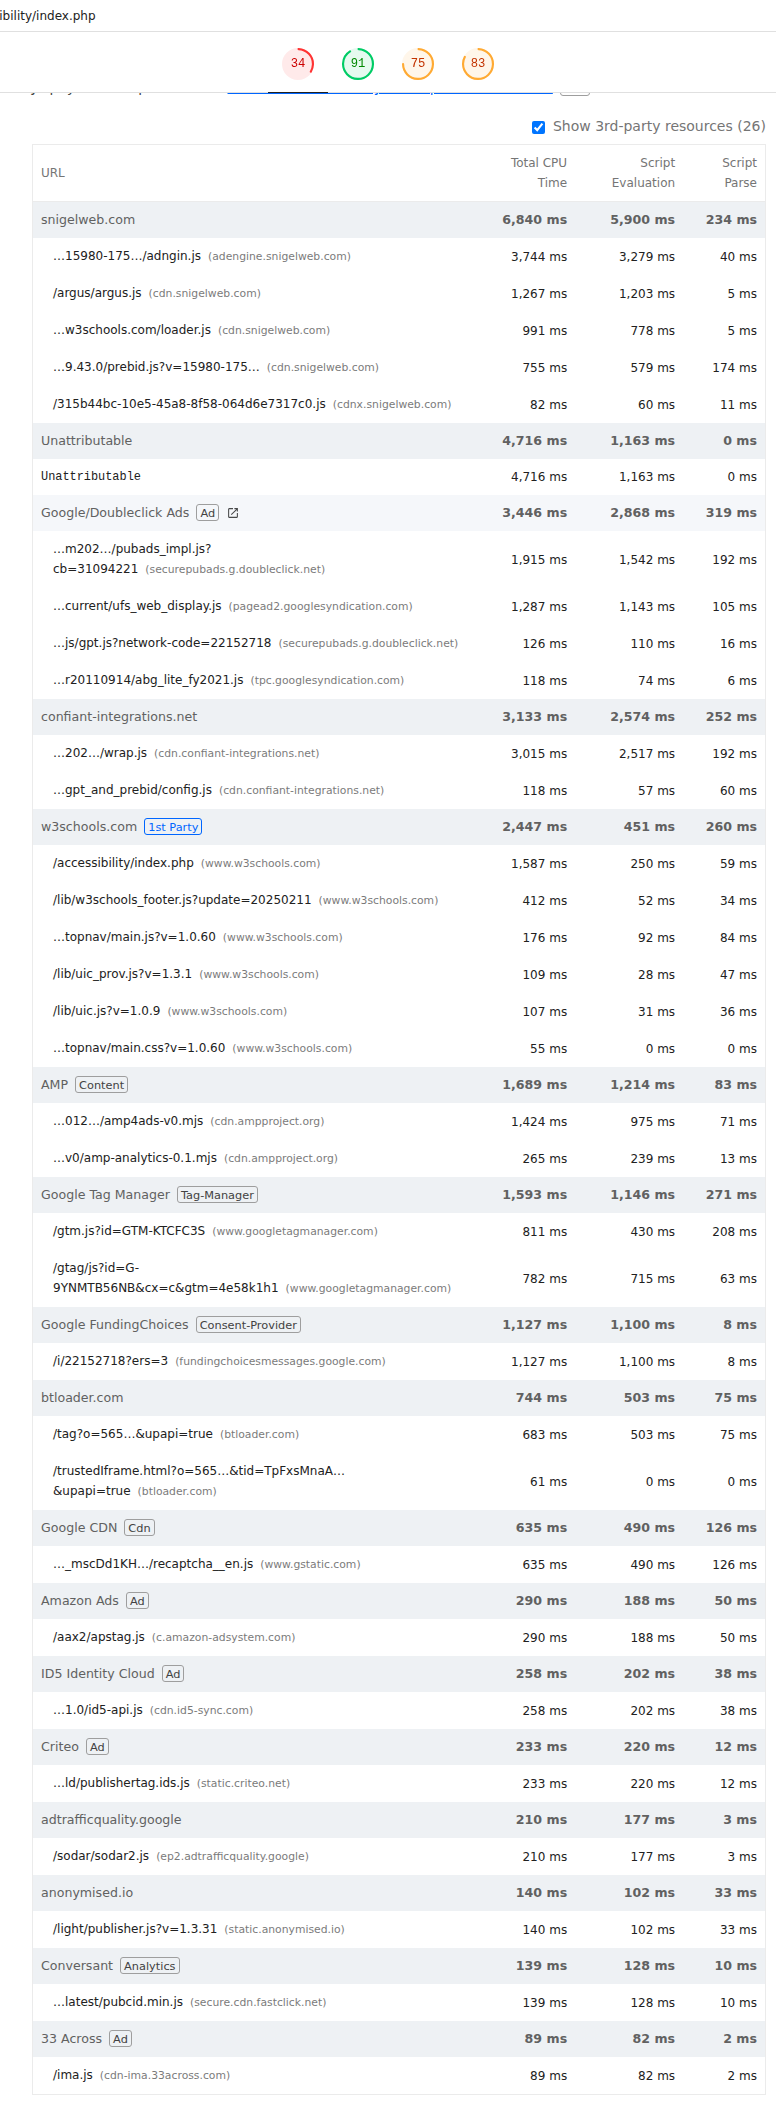 ibility/index.php
34 91 75 83
Show 3rd-party resources (26)
URL Total CPU Time Script Evaluation Script Parse
snigelweb.com 6,840 ms 5,900 ms 234 ms
…15980-175…/adngin.js (adengine.snigelweb.com) 3,744 ms 3,279 ms 40 ms
/argus/argus.js (cdn.snigelweb.com) 1,267 ms 1,203 ms 5 ms
…w3schools.com/loader.js (cdn.snigelweb.com) 991 ms 778 ms 5 ms
…9.43.0/prebid.js?v=15980-175… (cdn.snigelweb.com) 755 ms 579 ms 174 ms
/315b44bc-10e5-45a8-8f58-064d6e7317c0.js (cdnx.snigelweb.com) 82 ms 60 ms 11 ms
Unattributable 4,716 ms 1,163 ms 0 ms
Unattributable 4,716 ms 1,163 ms 0 ms
Google/Doubleclick Ads Ad 3,446 ms 2,868 ms 319 ms
…m202…/pubads_impl.js?
cb=31094221 (securepubads.g.doubleclick.net) 1,915 ms 1,542 ms 192 ms
…current/ufs_web_display.js (pagead2.googlesyndication.com) 1,287 ms 1,143 ms 105 ms
…js/gpt.js?network-code=22152718 (securepubads.g.doubleclick.net) 126 ms 110 ms 16 ms
…r20110914/abg_lite_fy2021.js (tpc.googlesyndication.com) 118 ms 74 ms 6 ms
confiant-integrations.net 3,133 ms 2,574 ms 252 ms
…202…/wrap.js (cdn.confiant-integrations.net) 3,015 ms 2,517 ms 192 ms
…gpt_and_prebid/config.js (cdn.confiant-integrations.net) 118 ms 57 ms 60 ms
w3schools.com 1st Party 2,447 ms 451 ms 260 ms
/accessibility/index.php (www.w3schools.com) 1,587 ms 250 ms 59 ms
/lib/w3schools_footer.js?update=20250211 (www.w3schools.com) 412 ms 52 ms 34 ms
…topnav/main.js?v=1.0.60 (www.w3schools.com) 176 ms 92 ms 84 ms
/lib/uic_prov.js?v=1.3.1 (www.w3schools.com) 109 ms 28 ms 47 ms
/lib/uic.js?v=1.0.9 (www.w3schools.com) 107 ms 31 ms 36 ms
…topnav/main.css?v=1.0.60 (www.w3schools.com) 55 ms 0 ms 0 ms
AMP Content 1,689 ms 1,214 ms 83 ms
…012…/amp4ads-v0.mjs (cdn.ampproject.org) 1,424 ms 975 ms 71 ms
…v0/amp-analytics-0.1.mjs (cdn.ampproject.org) 265 ms 239 ms 13 ms
Google Tag Manager Tag-Manager 1,593 ms 1,146 ms 271 ms
/gtm.js?id=GTM-KTCFC3S (www.googletagmanager.com) 811 ms 430 ms 208 ms
/gtag/js?id=G-
9YNMTB56NB&cx=c&gtm=4e58k1h1 (www.googletagmanager.com) 782 ms 715 ms 63 ms
Google FundingChoices Consent-Provider 1,127 ms 1,100 ms 8 ms
/i/22152718?ers=3 (fundingchoicesmessages.google.com) 1,127 ms 1,100 ms 8 ms
btloader.com 744 ms 503 ms 75 ms
/tag?o=565…&upapi=true (btloader.com) 683 ms 503 ms 75 ms
/trustedIframe.html?o=565…&tid=TpFxsMnaA…
&upapi=true (btloader.com) 61 ms 0 ms 0 ms
Google CDN Cdn 635 ms 490 ms 126 ms
…_mscDd1KH…/recaptcha__en.js (www.gstatic.com) 635 ms 490 ms 126 ms
Amazon Ads Ad 290 ms 188 ms 50 ms
/aax2/apstag.js (c.amazon-adsystem.com) 290 ms 188 ms 50 ms
ID5 Identity Cloud Ad 258 ms 202 ms 38 ms
…1.0/id5-api.js (cdn.id5-sync.com) 258 ms 202 ms 38 ms
Criteo Ad 233 ms 220 ms 12 ms
…ld/publishertag.ids.js (static.criteo.net) 233 ms 220 ms 12 ms
adtrafficquality.google 210 ms 177 ms 3 ms
/sodar/sodar2.js (ep2.adtrafficquality.google) 210 ms 177 ms 3 ms
anonymised.io 140 ms 102 ms 33 ms
/light/publisher.js?v=1.3.31 (static.anonymised.io) 140 ms 102 ms 33 ms
Conversant Analytics 139 ms 128 ms 10 ms
…latest/pubcid.min.js (secure.cdn.fastclick.net) 139 ms 128 ms 10 ms
33 Across Ad 89 ms 82 ms 2 ms
/ima.js (cdn-ima.33across.com) 89 ms 82 ms 2 ms